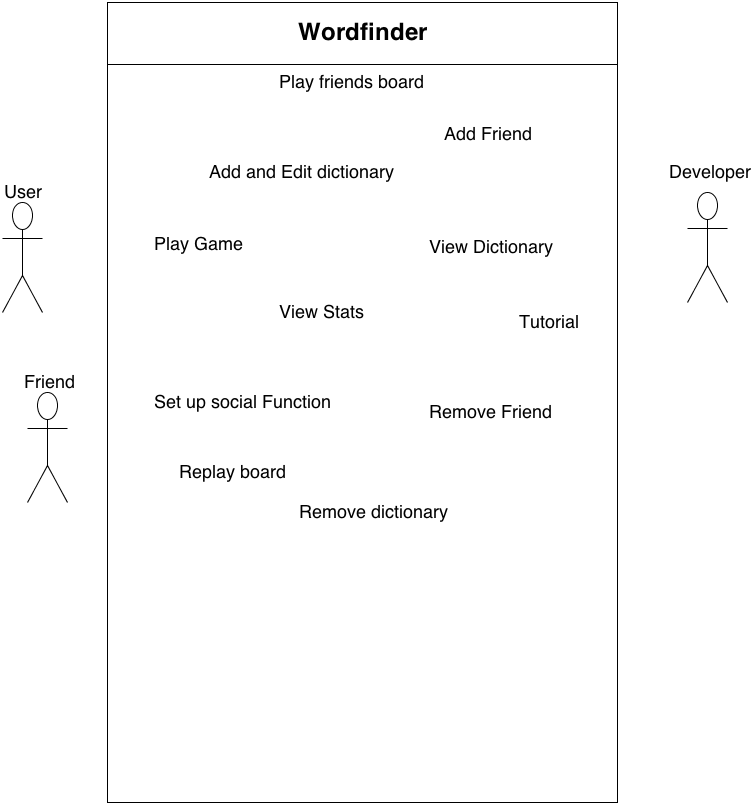 Wordfinder
Play friends board
Add Friend
Add and Edit dictionary
Developer
User
Play Game
View Dictionary
View Stats
Tutorial
Friend
Set up social Function
Remove Friend
Replay board
Remove dictionary